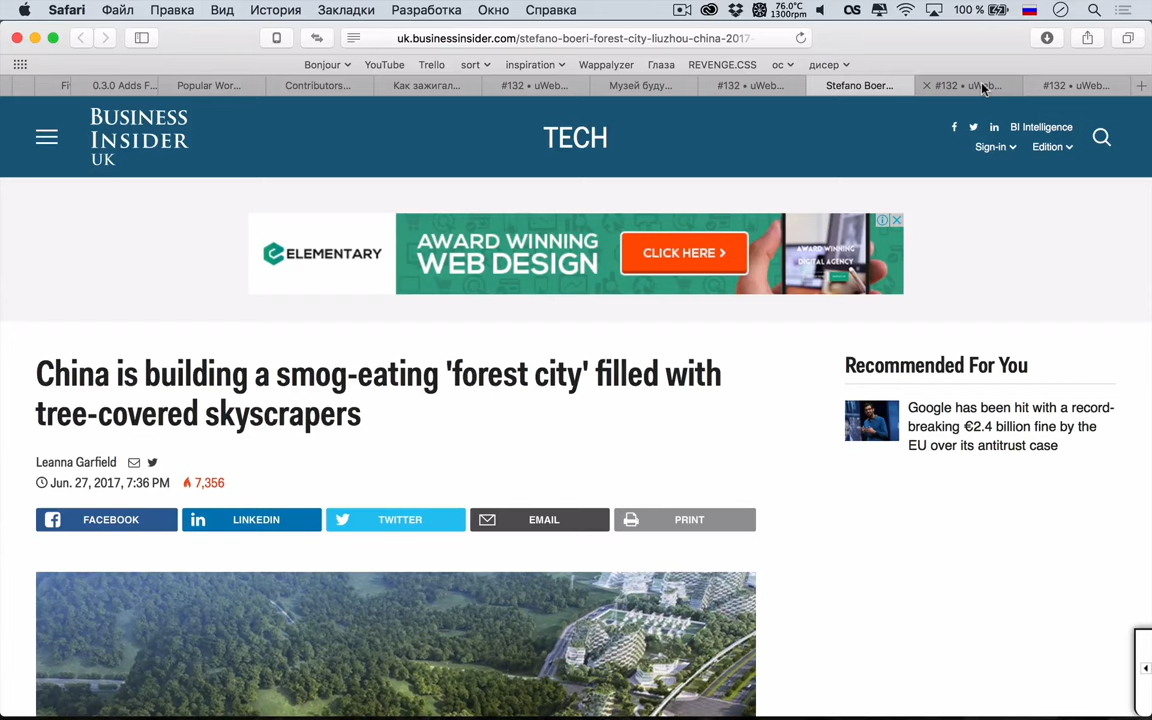 Safari Файл Правка Вид История Закладки Разработка Окно Справка 76.0°C 1300rpm 100 %
uk.businessinsider.com/stefano-boeri-forest-city-liuzhou-china-2017-
Bonjour YouTube Trello sort inspiration Wappalyzer Глаза REVENGE.CSS ос дисер
Fi 0.3.0 Adds F... Popular Wor... Contributors... Как зажигал... #132 • uWeb... Музей буду... #132 • uWeb... Stefano Boer... #132 • uWeb... #132 • uWeb...
BUSINESS
INSIDER
UK
TECH
BI Intelligence
Sign-in Edition
ELEMENTARY
AWARD WINNING
WEB DESIGN
CLICK HERE >
AWARD WINNING
DIGITAL AGENCY
China is building a smog-eating 'forest city' filled with
tree-covered skyscrapers
Leanna Garfield
Jun. 27, 2017, 7:36 PM 7,356
FACEBOOK LINKEDIN TWITTER EMAIL PRINT
Recommended For You
Google has been hit with a record-
breaking €2.4 billion fine by the
EU over its antitrust case